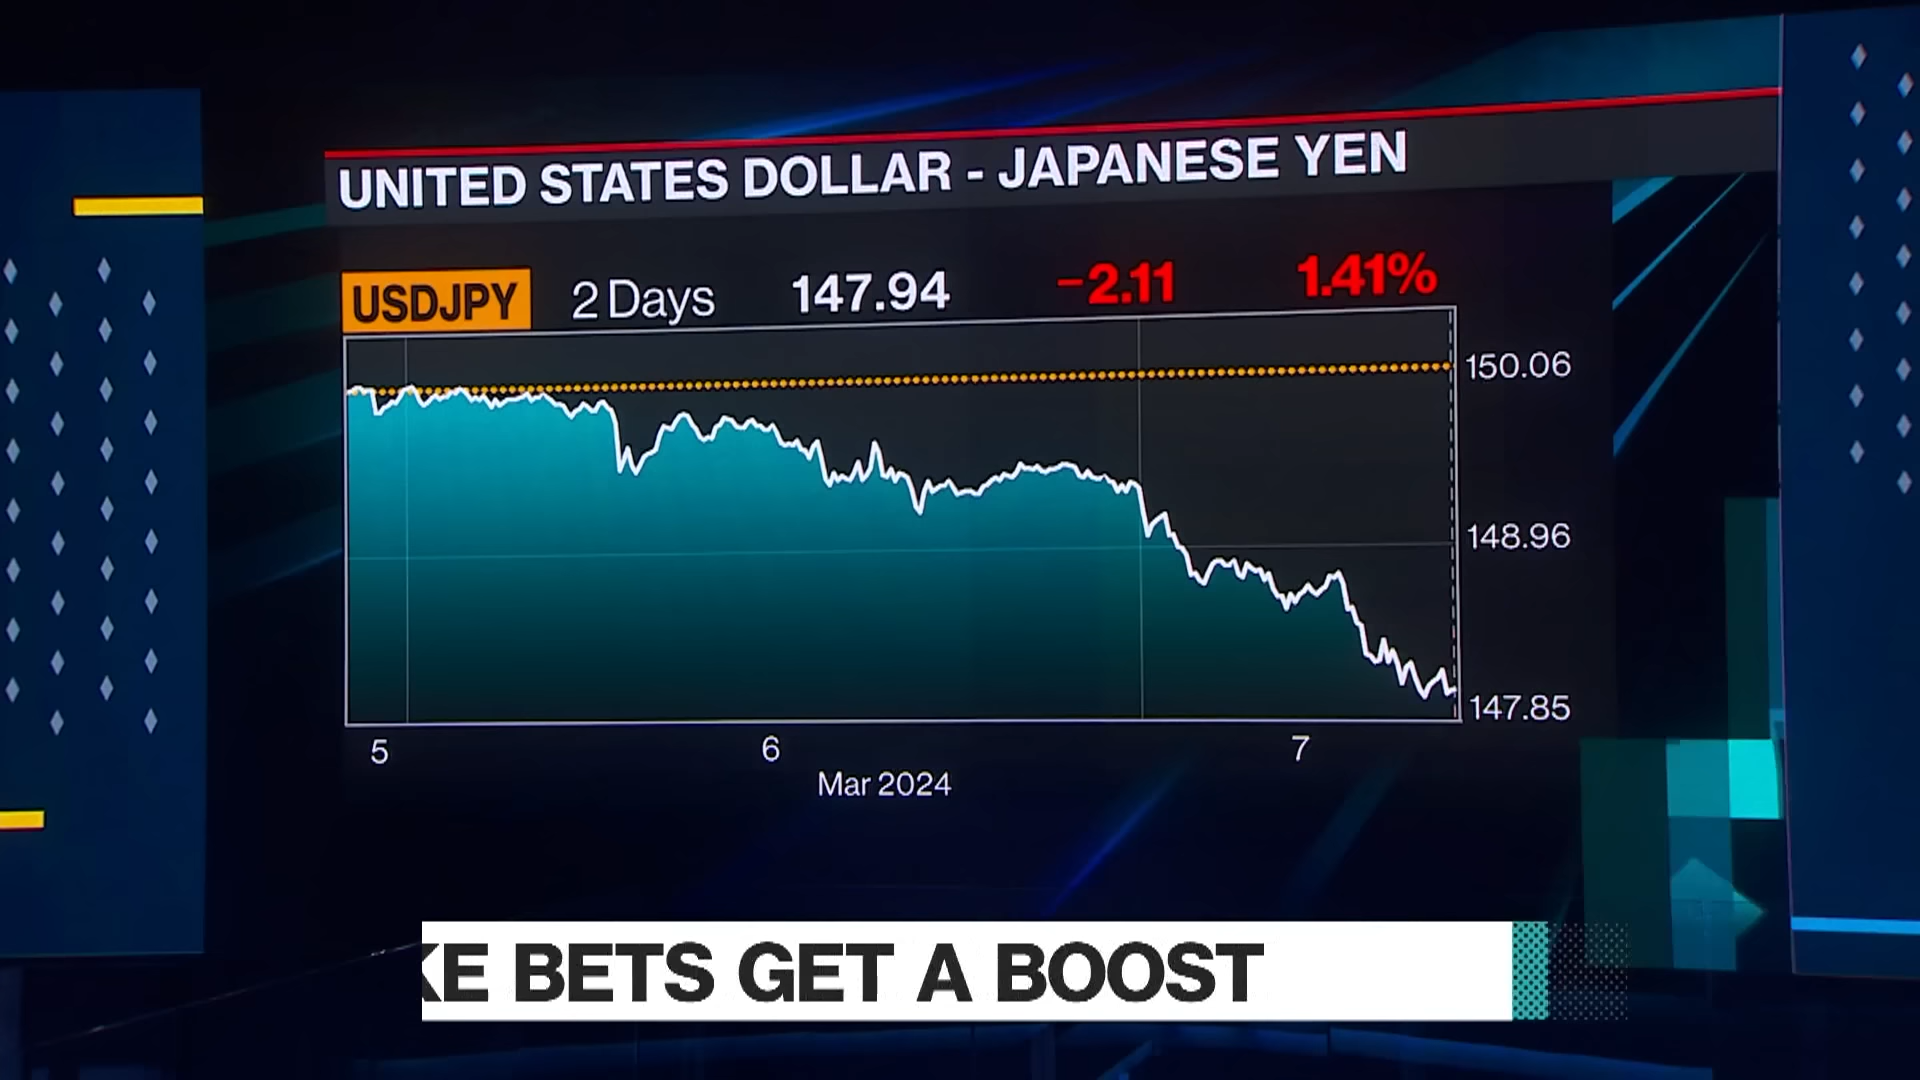 UNITED STATES DOLLAR - JAPANESE YEN
USDJPY 2 Days 147.94 -2.11 1.41%
150.06
148.96
147.85
5 6 7
Mar 2024
KE BETS GET A BOOST